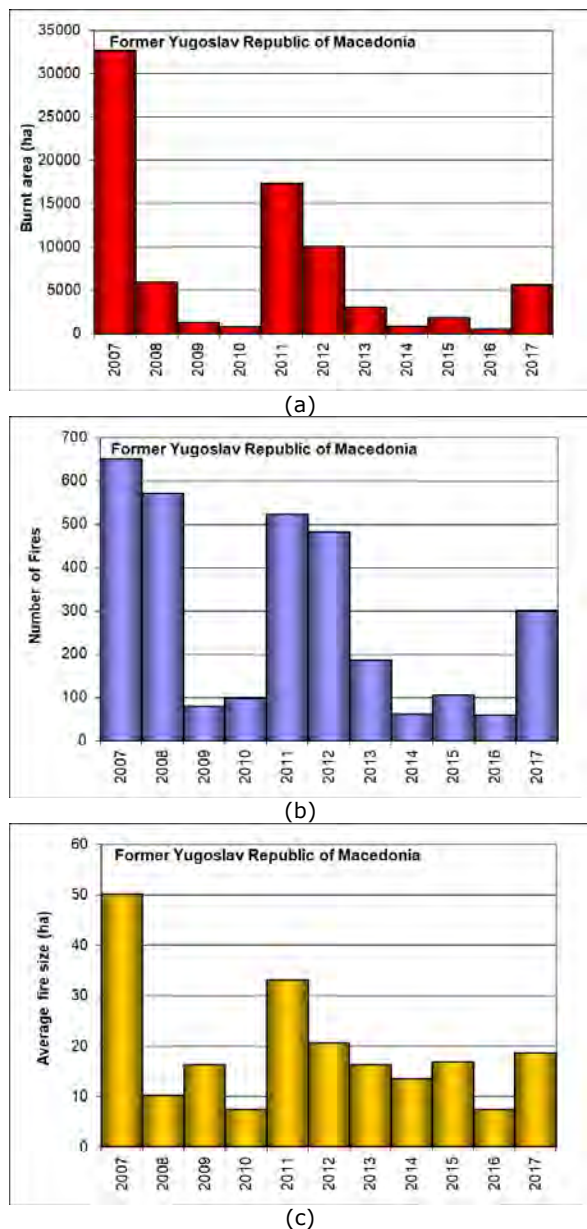 Former Yugoslav Republic of Macedonia
35000
30000
25000
20000
15000
10000
5000
0
Burnt area (ha)
2007 2008 2009 2010 2011 2012 2013 2014 2015 2016 2017
(a)
Former Yugoslav Republic of Macedonia
700
600
500
400
300
200
100
0
Number of Fires
2007 2008 2009 2010 2011 2012 2013 2014 2015 2016 2017
(b)
Former Yugoslav Republic of Macedonia
60
50
40
30
20
10
0
Average fire size (ha)
2007 2008 2009 2010 2011 2012 2013 2014 2015 2016 2017
(c)